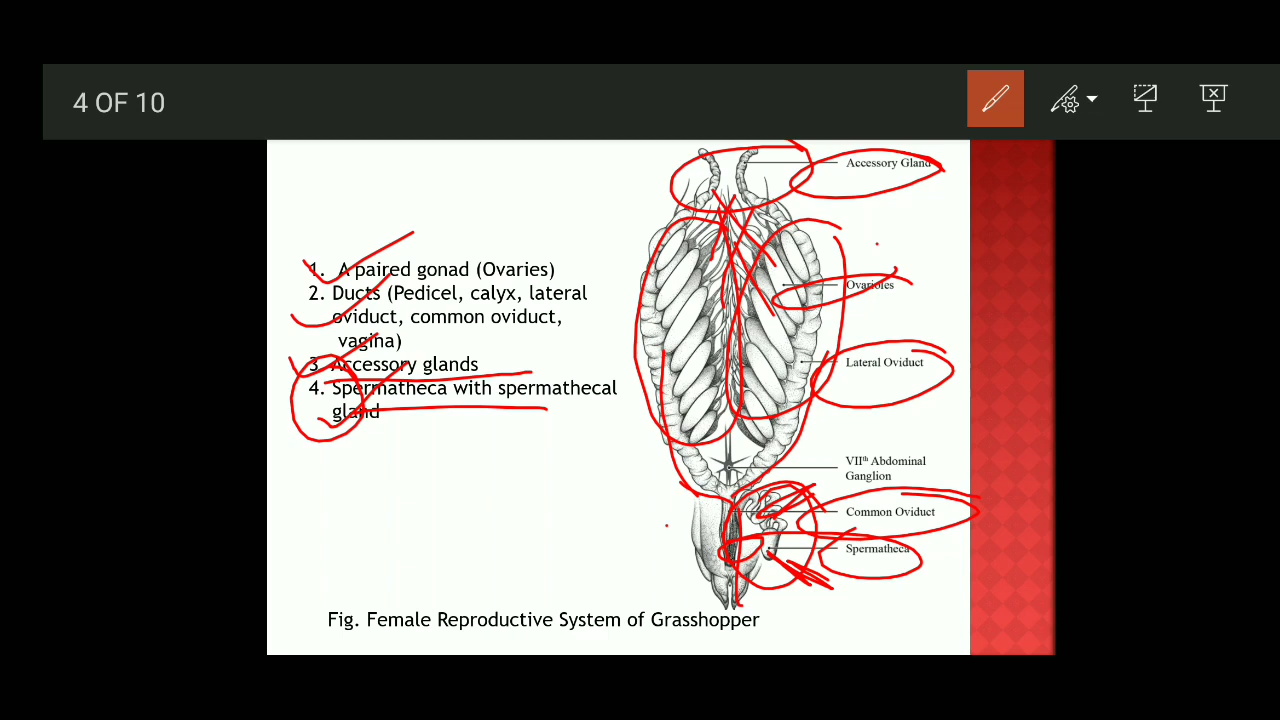 4 OF 10
Accessory Gland
1. A paired gonad (Ovaries)
2. Ducts (Pedicel, calyx, lateral
oviduct, common oviduct,
vagina)
3. Accessory glands
4. Spermatheca with spermathecal
gland
Ovarioles
Lateral Oviduct
VIIth Abdominal
Ganglion
Common Oviduct
Spermatheca
Fig. Female Reproductive System of Grasshopper